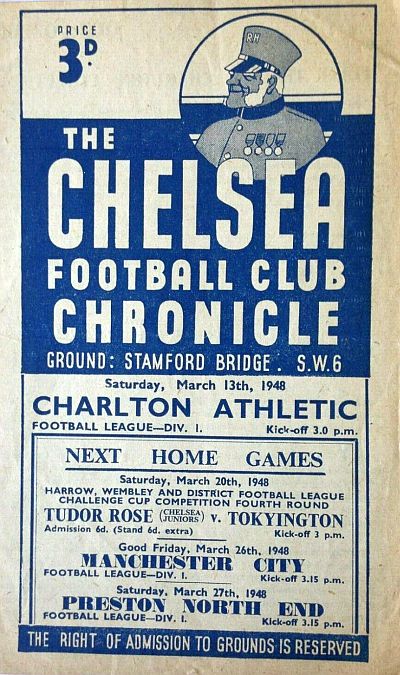 PRICE
3D.
RH
THE
CHELSEA
FOOTBALL CLUB
CHRONICLE
GROUND: STAMFORD BRIDGE. S.W.6
Saturday, March 13th, 1948
CHARLTON ATHLETIC
FOOTBALL LEAGUE—DIV. I. Kick-off 3.0 p.m.
NEXT HOME GAMES
Saturday, March 20th, 1948
HARROW, WEMBLEY AND DISTRICT FOOTBALL LEAGUE
CHALLENGE CUP COMPETITION FOURTH ROUND
TUDOR ROSE (CHELSEA JUNIORS) v. TOKYINGTON
Admission 6d. (Stand 6d. extra) Kick-off 3 p.m.
Good Friday, March 26th, 1948
MANCHESTER CITY
FOOTBALL LEAGUE—DIV. I. Kick-off 3.15 p.m.
Saturday, March 27th, 1948
PRESTON NORTH END
FOOTBALL LEAGUE—DIV. I. Kick-off 3.15 p.m.
THE RIGHT OF ADMISSION TO GROUNDS IS RESERVED